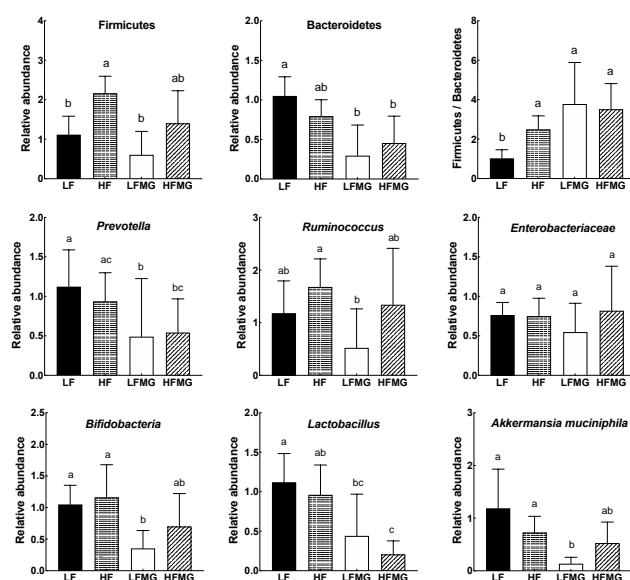 Firmicutes
Relative abundance
4
3
2
1
0
b
a
b
ab
LF HF LFMG HFMG
Bacteroidetes
Relative abundance
2.0
1.5
1.0
0.5
0.0
a
ab
b
b
LF HF LFMG HFMG
Firmicutes / Bacteroidetes
8
6
4
2
0
b
a
a
a
LF HF LFMG HFMG
Prevotella
Relative abundance
2.0
1.5
1.0
0.5
0.0
a
ac
b
bc
LF HF LFMG HFMG
Ruminococcus
Relative abundance
3
2
1
0
ab
a
b
ab
LF HF LFMG HFMG
Enterobacteriaceae
Relative abundance
2.0
1.5
1.0
0.5
0.0
a
a
a
a
LF HF LFMG HFMG
Bifidobacteria
Relative abundance
2.5
2.0
1.5
1.0
0.5
0.0
a
a
b
ab
LF HF LFMG HFMG
Lactobacillus
Relative abundance
2.0
1.5
1.0
0.5
0.0
a
ab
bc
c
LF HF LFMG HFMG
Akkermansia muciniphila
Relative abundance
3
2
1
0
a
a
b
ab
LF HF LFMG HFMG